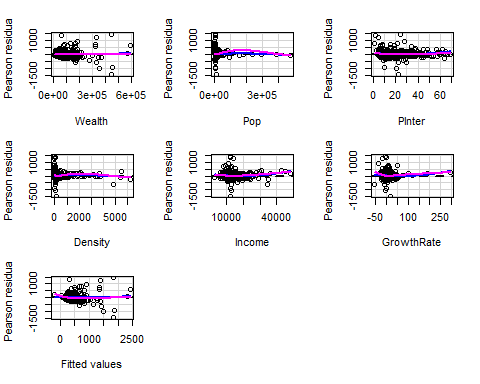 Pearson residua
1000
-1500
0e+00 3e+05 6e+05
Wealth
Pearson residua
1000
-1500
0e+00 3e+05
Pop
Pearson residua
1000
-1500
0 20 40 60
PInter
Pearson residua
1000
-1500
0 2000 5000
Density
Pearson residua
1000
-1500
10000 40000
Income
Pearson residua
1000
-1500
-50 100 250
GrowthRate
Pearson residua
1000
-1500
0 1000 2500
Fitted values